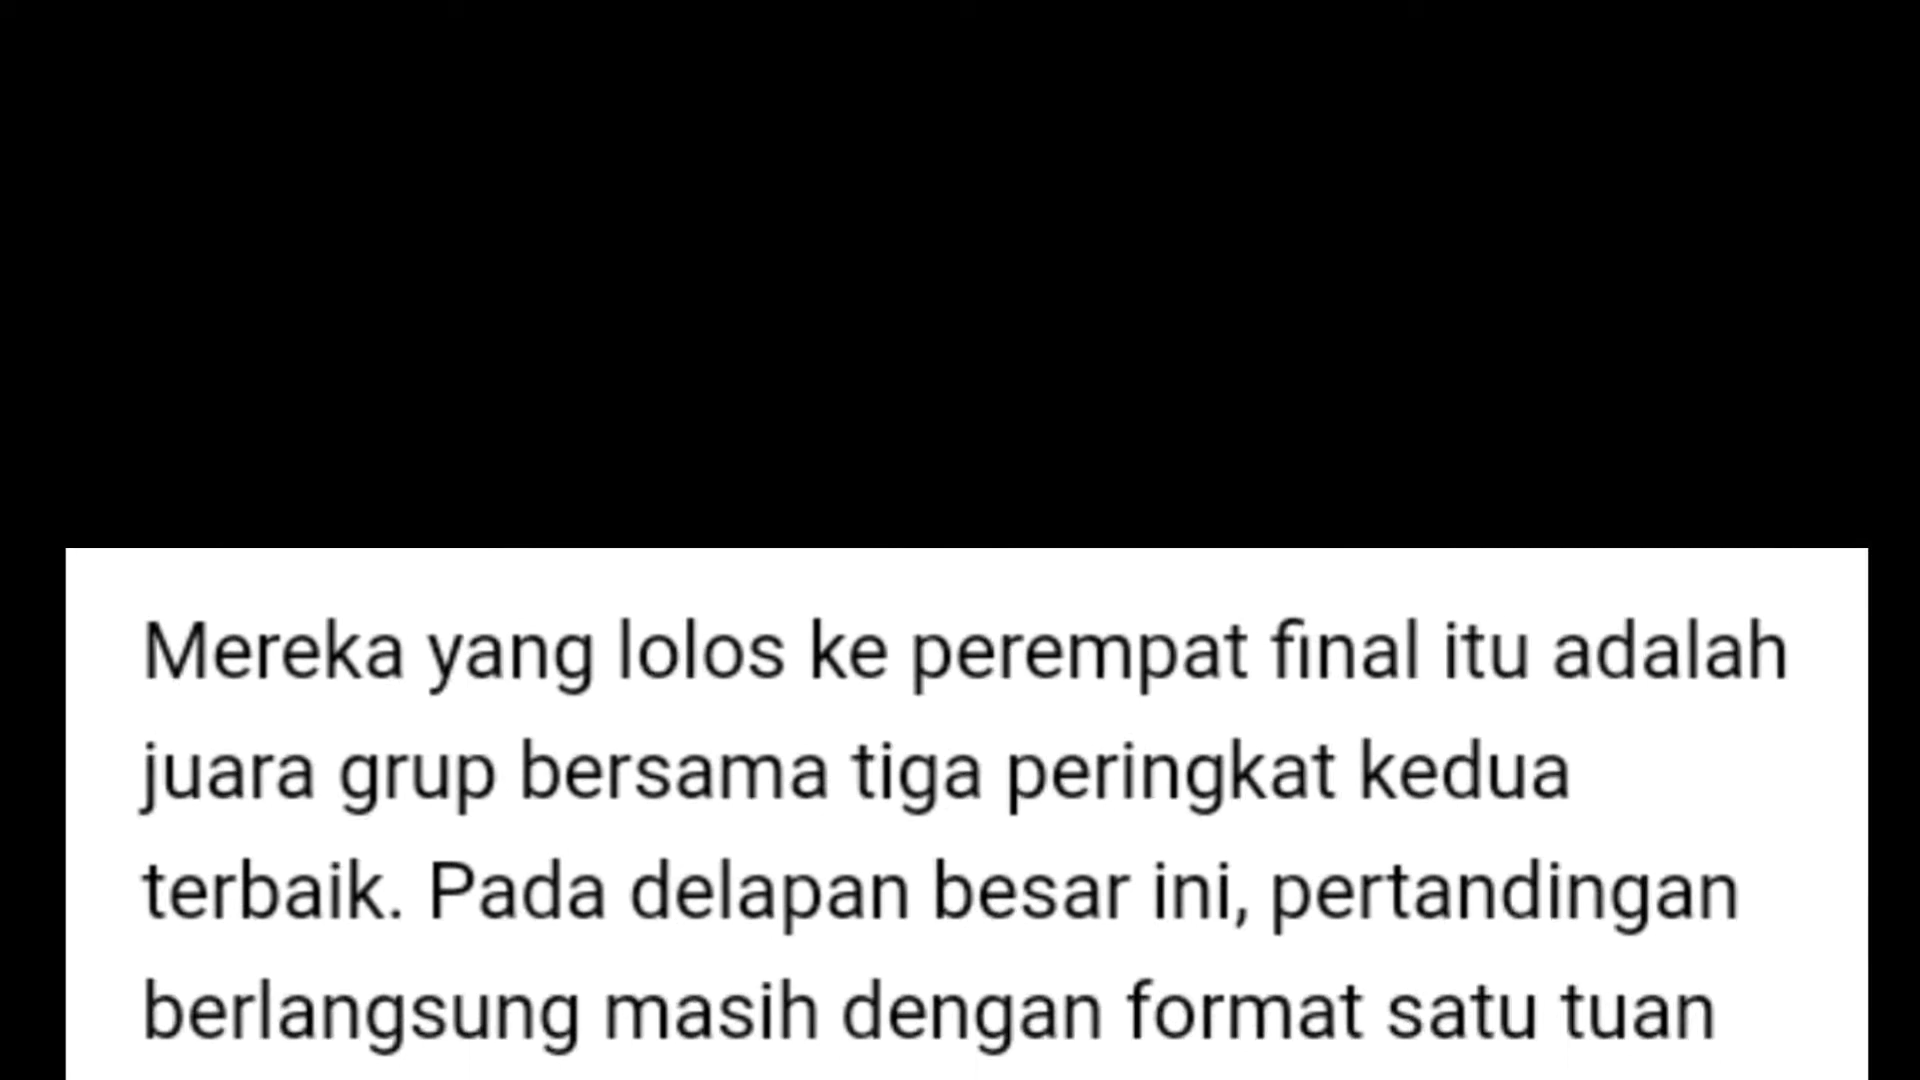 Mereka yang lolos ke perempat final itu adalah
juara grup bersama tiga peringkat kedua
terbaik. Pada delapan besar ini, pertandingan
berlangsung masih dengan format satu tuan